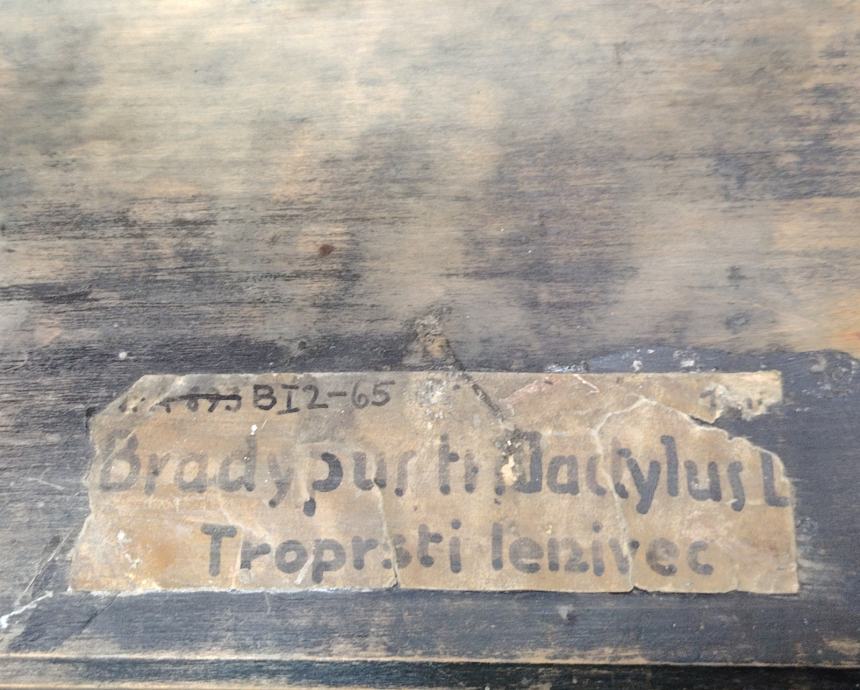 BI2-65
Bradypus tridactylus L
Troprsti lenivec